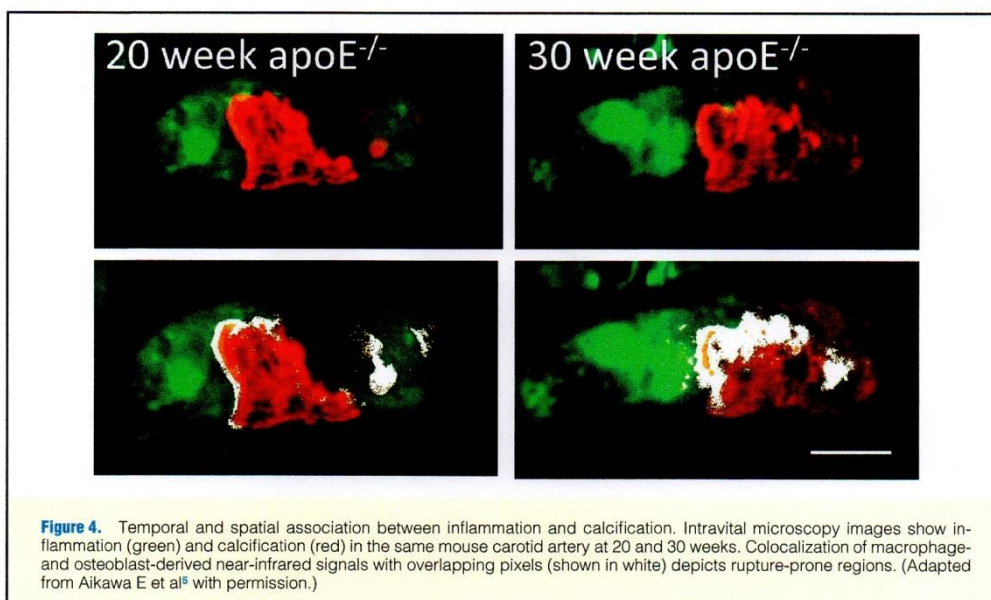 20 week apoE-/-
30 week apoE-/-
Figure 4. Temporal and spatial association between inflammation and calcification. Intravital microscopy images show in-
flammation (green) and calcification (red) in the same mouse carotid artery at 20 and 30 weeks. Colocalization of macrophage-
and osteoblast-derived near-infrared signals with overlapping pixels (shown in white) depicts rupture-prone regions. (Adapted
from Aikawa E et al5 with permission.)